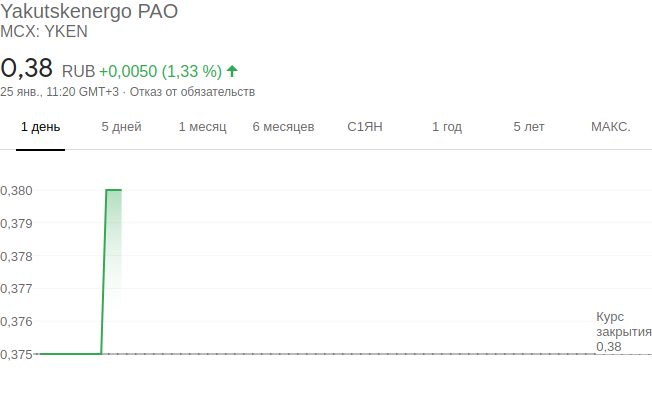 Yakutskenergo PAO
MCX: YKEN
0,38 RUB +0,0050 (1,33 %)
25 янв., 11:20 GMT+3 · Отказ от обязательств
1 день 5 дней 1 месяц 6 месяцев С1ЯН 1 год 5 лет МАКС.
0,380
0,379
0,378
0,377
0,376
0,375
Курс
закрытия
0,38